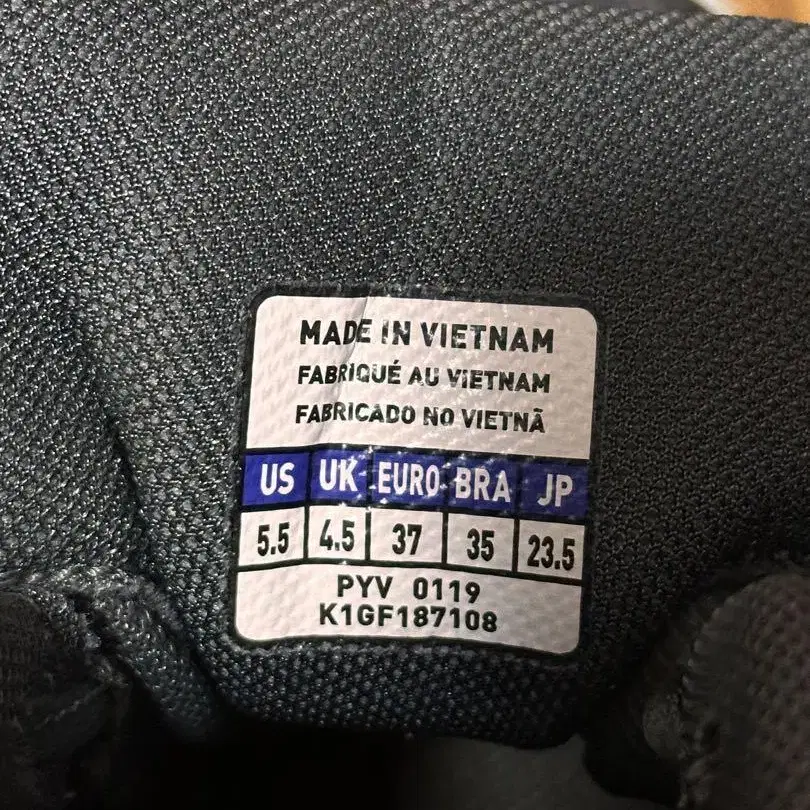 MADE IN VIETNAM
FABRIQUÉ AU VIETNAM
FABRICADO NO VIETNÃ
US UK EURO BRA JP
5.5 4.5 37 35 23.5
PYV 0119
K1GF187108